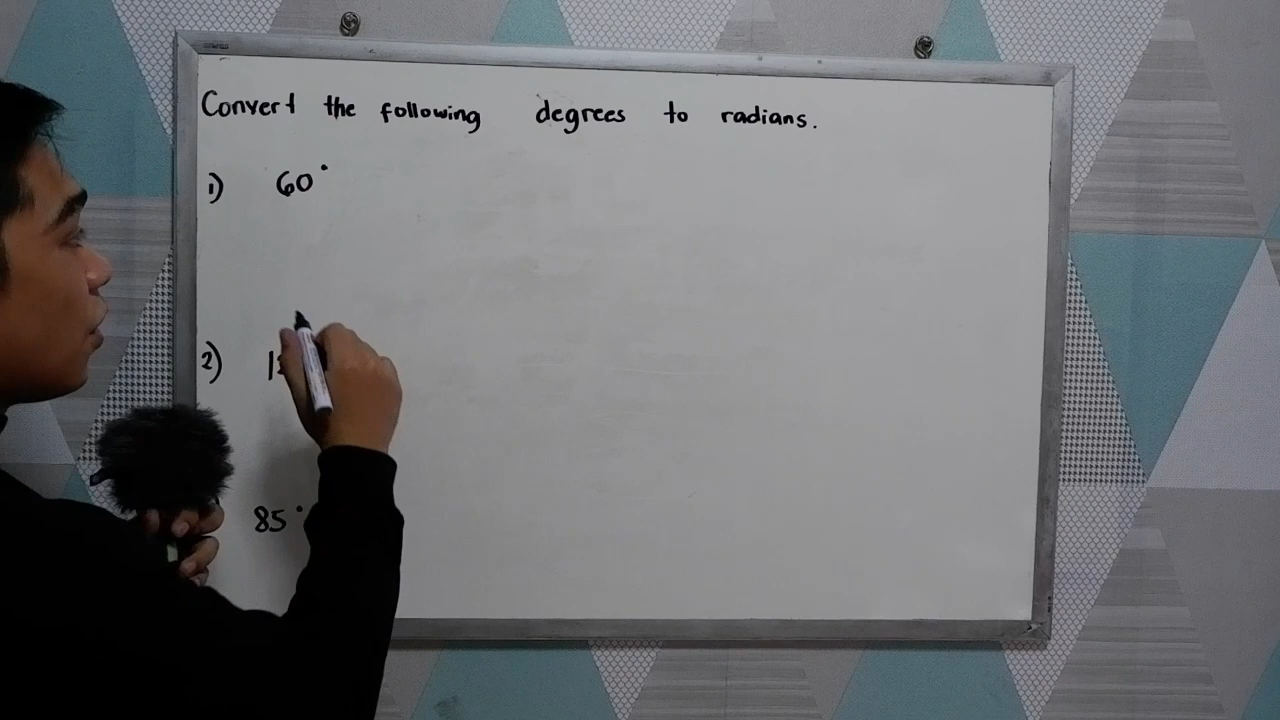 Convert the following degrees to radians.
1) 60°
2)
85°